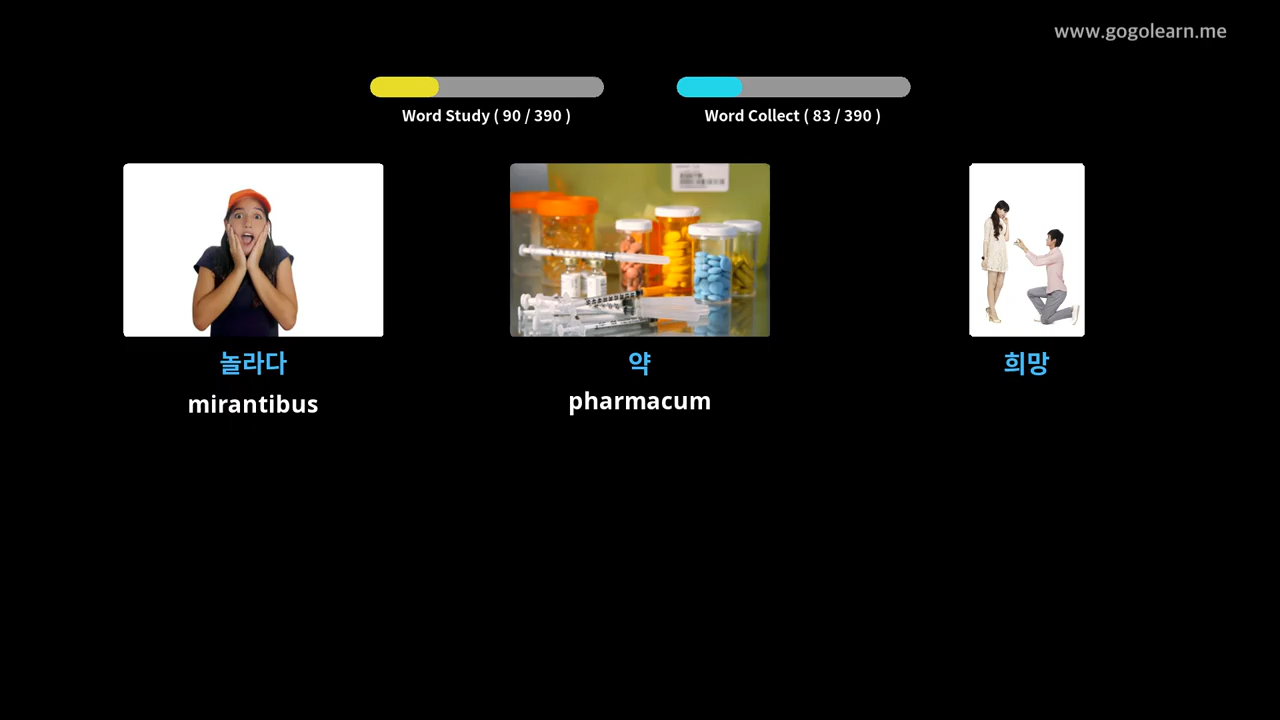 www.gogolearn.me
Word Study ( 90 / 390 )
Word Collect ( 83 / 390 )
놀라다
약
희망
mirantibus
pharmacum